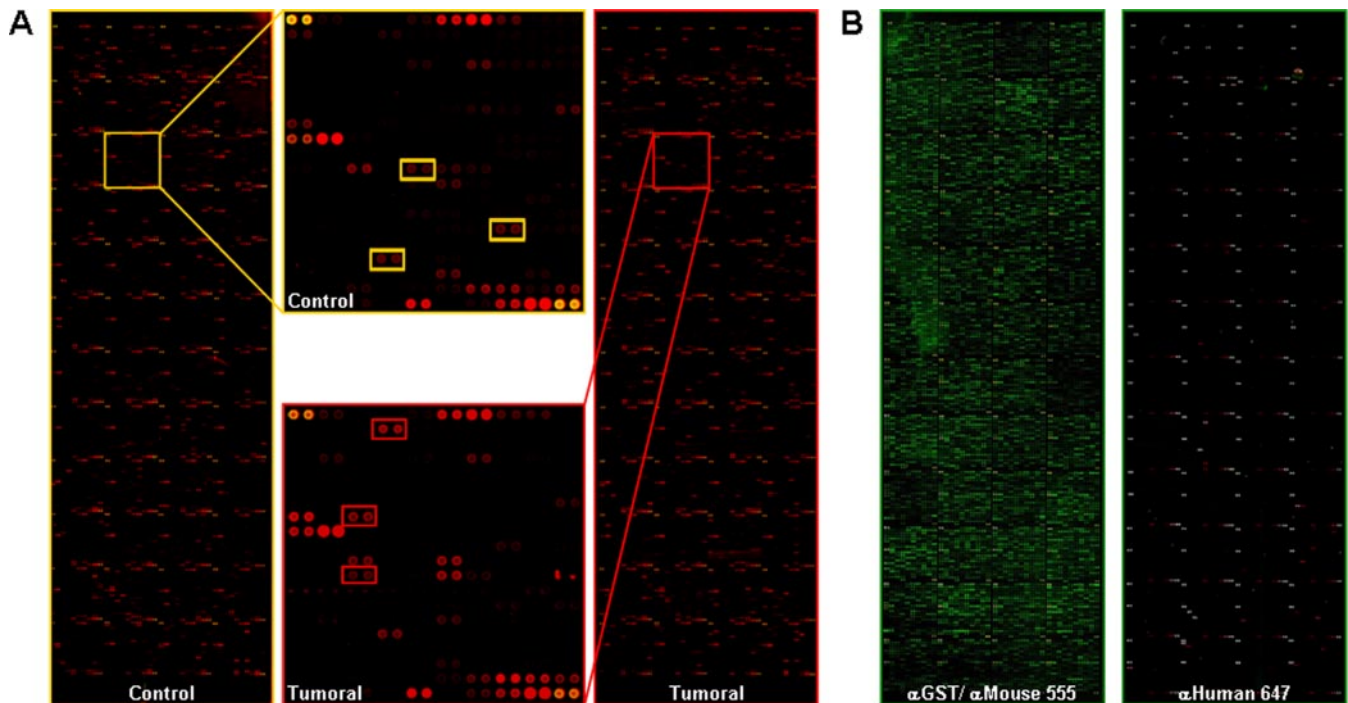 A
B
Control
Control
Tumoral
Tumoral
αGST/ αMouse 555
αHuman 647